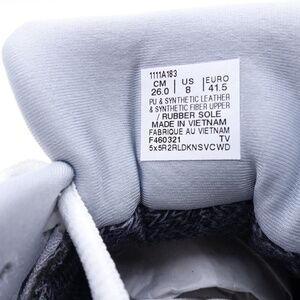 1111A183
CM US EURO
26.0 8 41.5
PU & SYNTHETIC LEATHER
& SYNTHETIC FIBER UPPER
/ RUBBER SOLE
MADE IN VIETNAM
FABRIQUE AU VIETNAM
F460321 TV
5x5R2RLDKNSVCWD